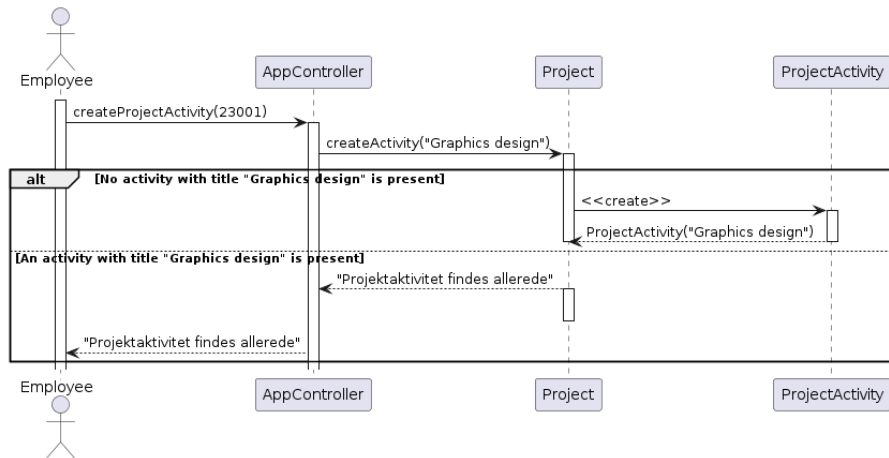 Employee
AppController
Project
ProjectActivity
createProjectActivity(23001)
createActivity("Graphics design")
alt
[No activity with title "Graphics design" is present]
<<create>>
ProjectActivity("Graphics design")
[An activity with title "Graphics design" is present]
"Projektaktivitet findes allerede"
"Projektaktivitet findes allerede"
Employee
AppController
Project
ProjectActivity